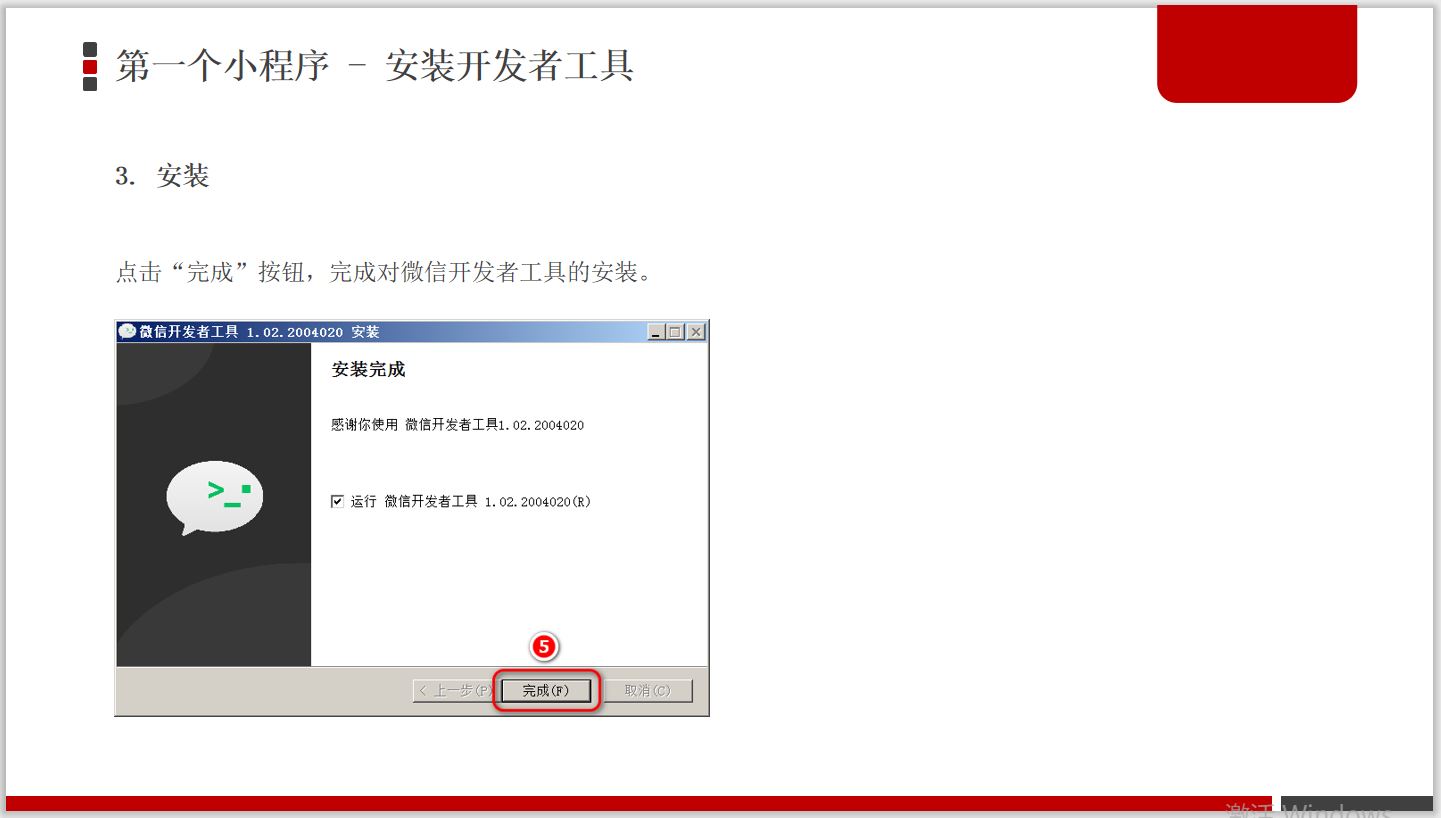 第一个小程序 - 安装开发者工具
3. 安装
点击“完成”按钮，完成对微信开发者工具的安装。
微信开发者工具 1.02.2004020 安装
安装完成
感谢你使用 微信开发者工具1.02.2004020
运行 微信开发者工具 1.02.2004020(R)
5
< 上一步(P) 完成(F) 取消(C)
激活 Windows